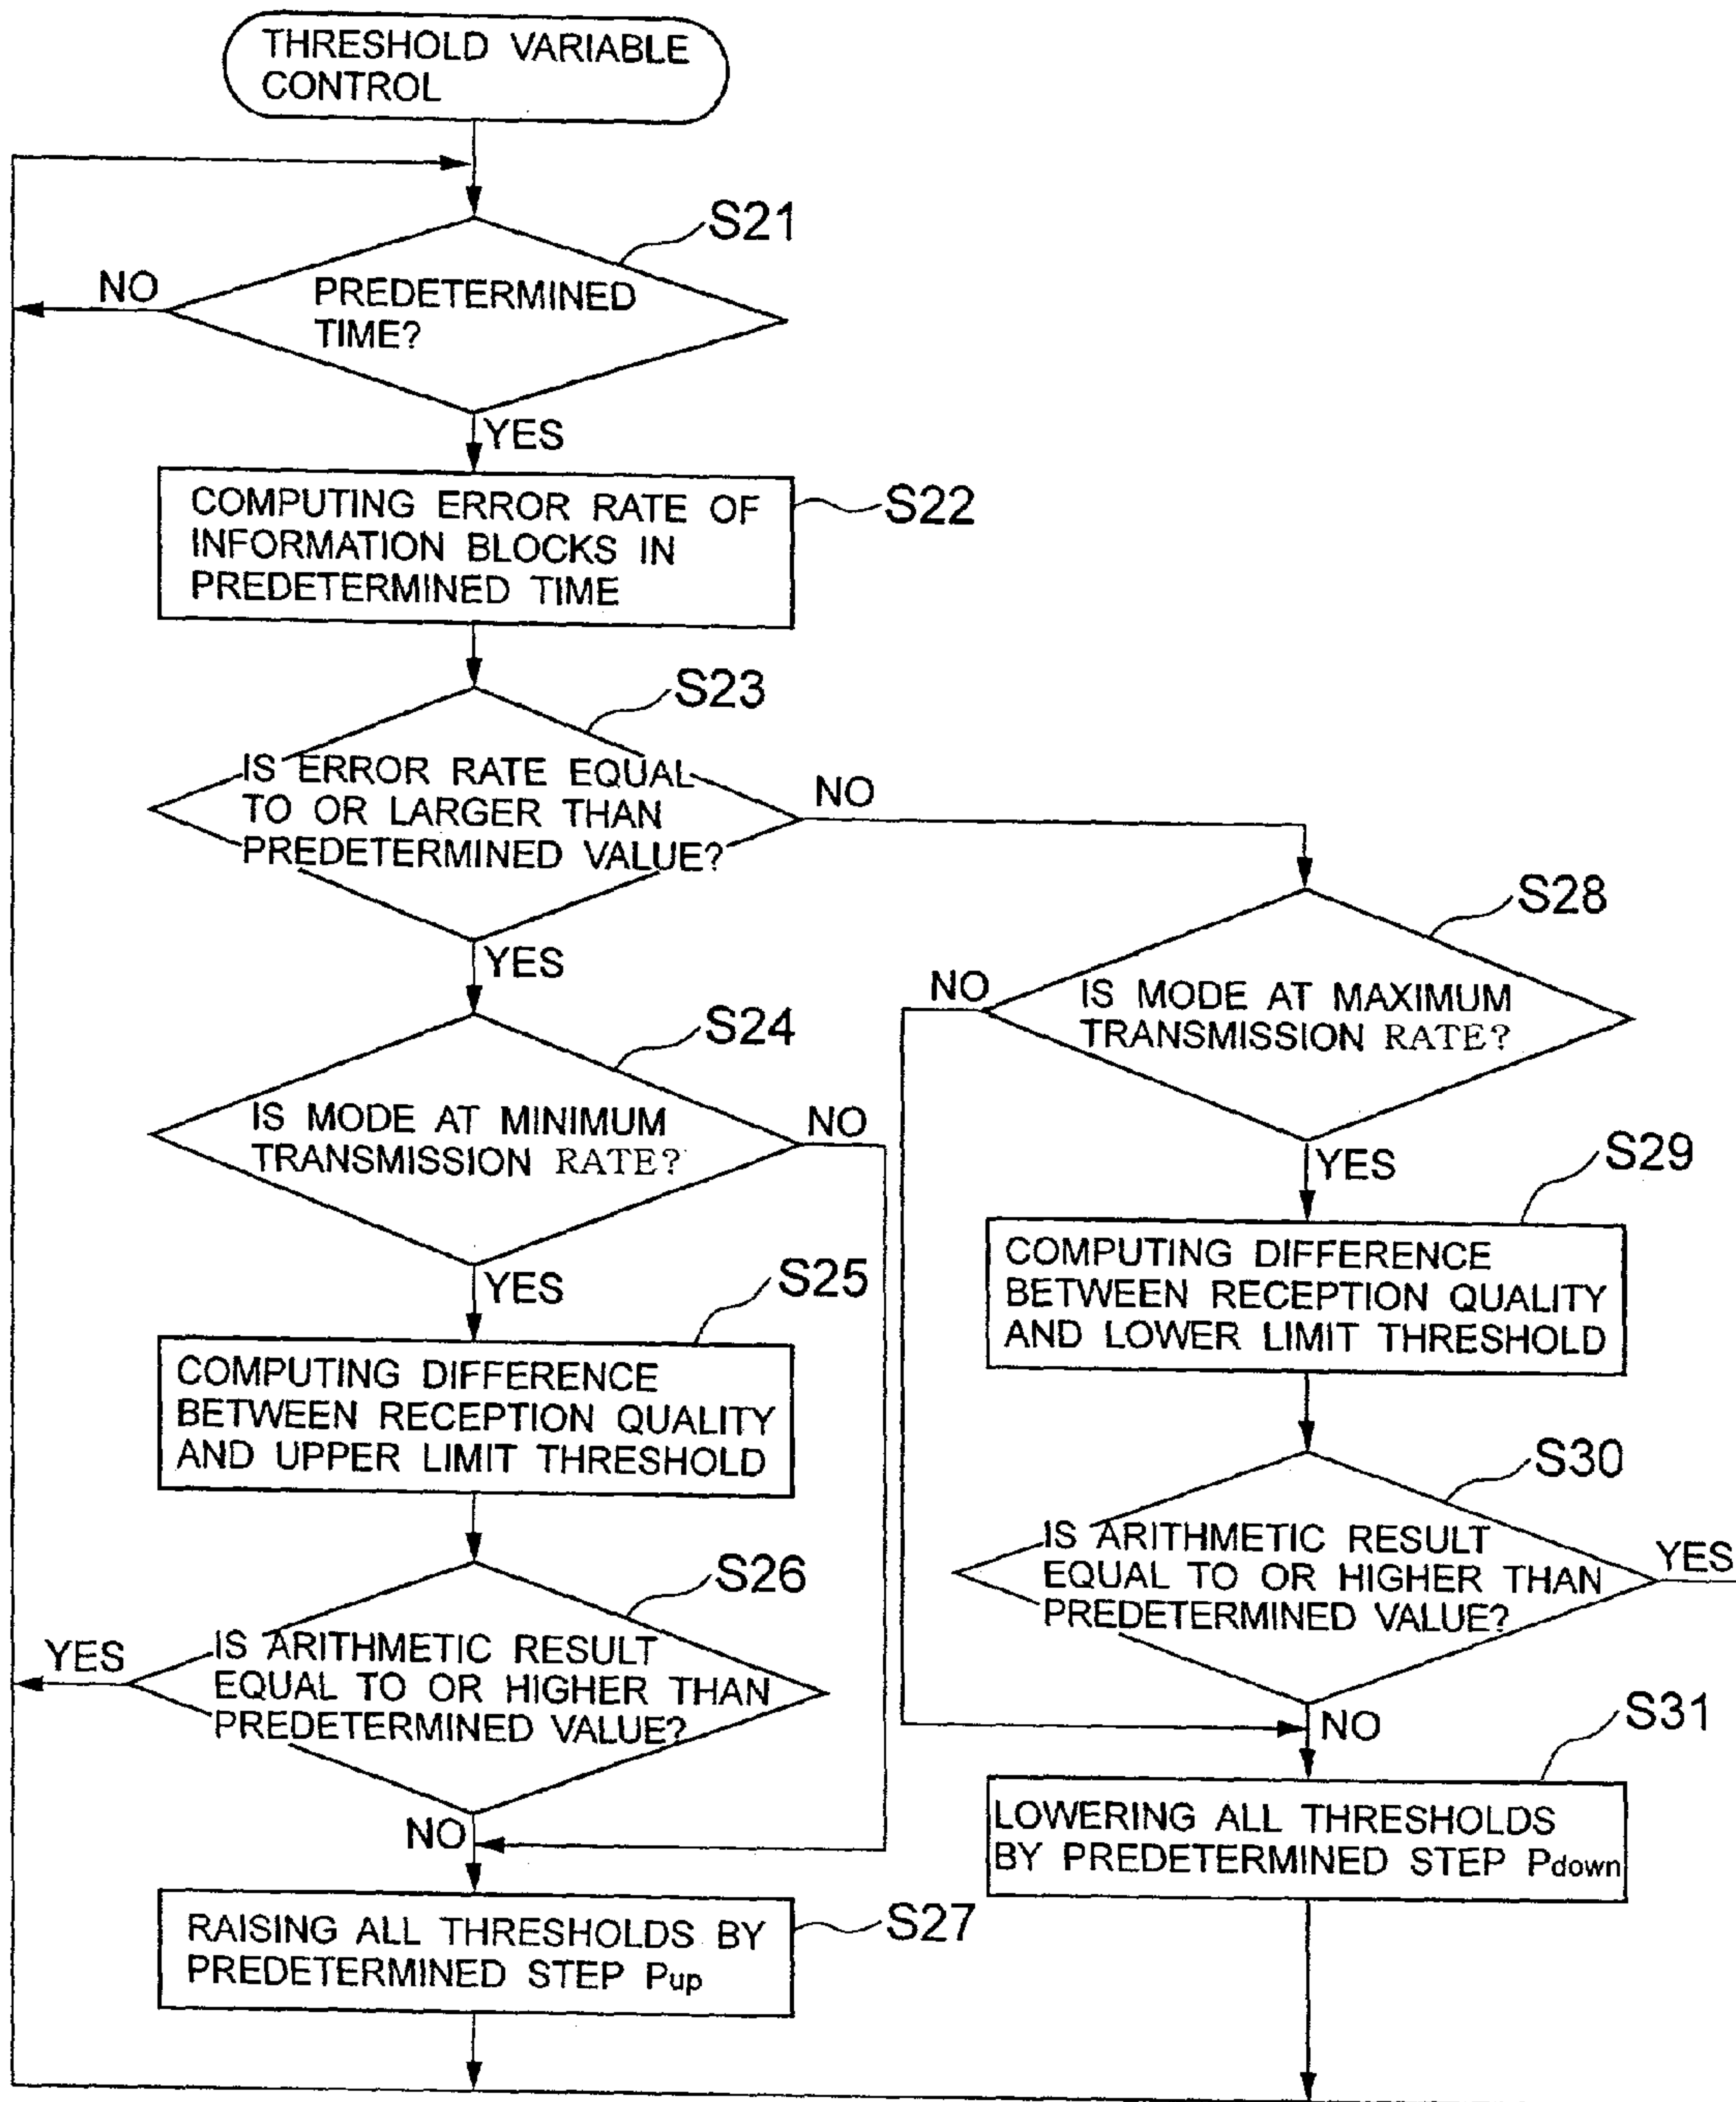 THRESHOLD VARIABLE
CONTROL
S21
NO
PREDETERMINED
TIME?
YES
S22
COMPUTING ERROR RATE OF
INFORMATION BLOCKS IN
PREDETERMINED TIME
S23
IS ERROR RATE EQUAL
TO OR LARGER THAN
PREDETERMINED VALUE?
NO
YES
S24
IS MODE AT MINIMUM
TRANSMISSION RATE?
NO
YES
S25
COMPUTING DIFFERENCE
BETWEEN RECEPTION QUALITY
AND UPPER LIMIT THRESHOLD
S26
YES
IS ARITHMETIC RESULT
EQUAL TO OR HIGHER THAN
PREDETERMINED VALUE?
NO
S27
RAISING ALL THRESHOLDS BY
PREDETERMINED STEP Pup
S28
NO
IS MODE AT MAXIMUM
TRANSMISSION RATE?
YES
S29
COMPUTING DIFFERENCE
BETWEEN RECEPTION QUALITY
AND LOWER LIMIT THRESHOLD
S30
IS ARITHMETIC RESULT
EQUAL TO OR HIGHER THAN
PREDETERMINED VALUE?
YES
NO
S31
LOWERING ALL THRESHOLDS
BY PREDETERMINED STEP Pdown